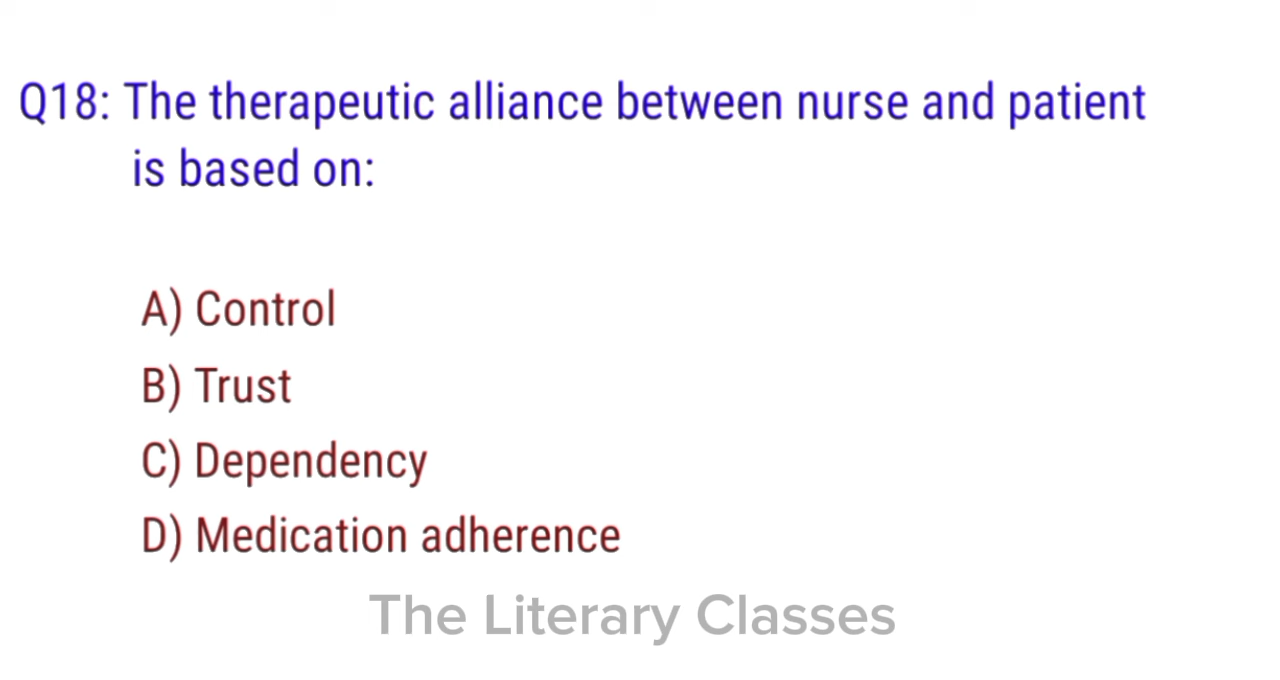 Q18: The therapeutic alliance between nurse and patient
is based on:
A) Control
B) Trust
C) Dependency
D) Medication adherence
The Literary Classes